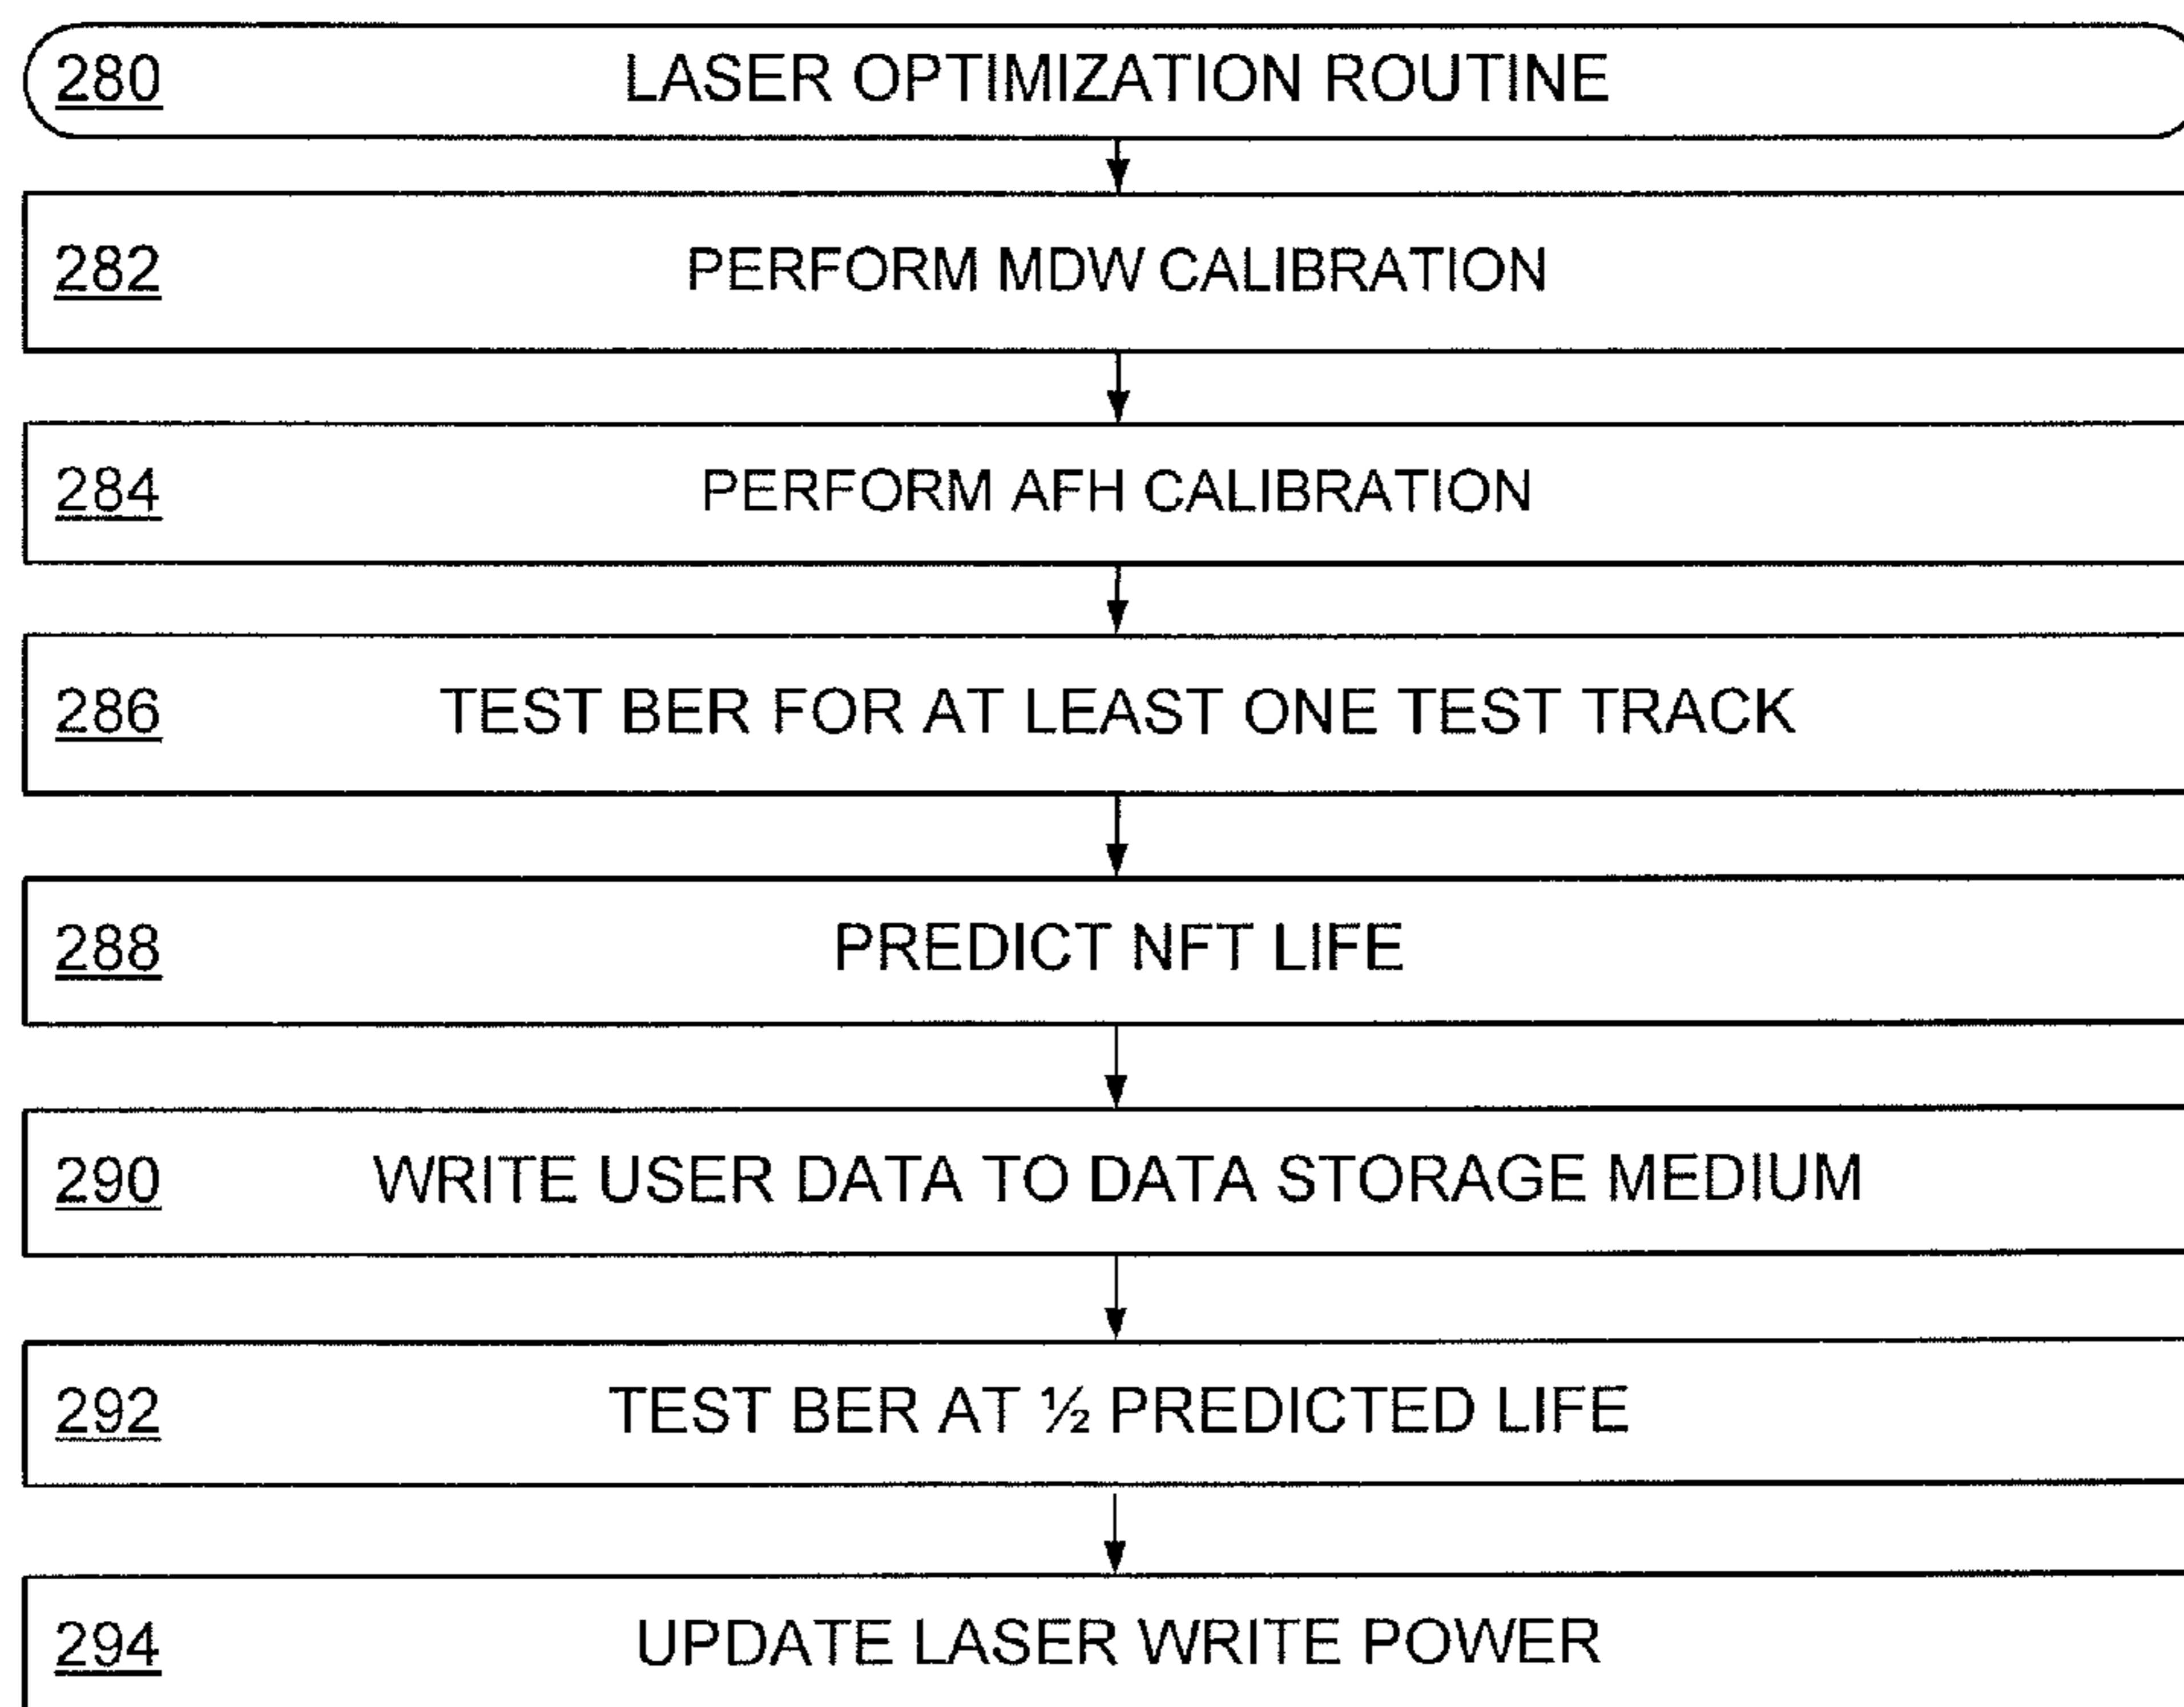 280 LASER OPTIMIZATION ROUTINE
282 PERFORM MDW CALIBRATION
284 PERFORM AFH CALIBRATION
286 TEST BER FOR AT LEAST ONE TEST TRACK
288 PREDICT NFT LIFE
290 WRITE USER DATA TO DATA STORAGE MEDIUM
292 TEST BER AT ½ PREDICTED LIFE
294 UPDATE LASER WRITE POWER